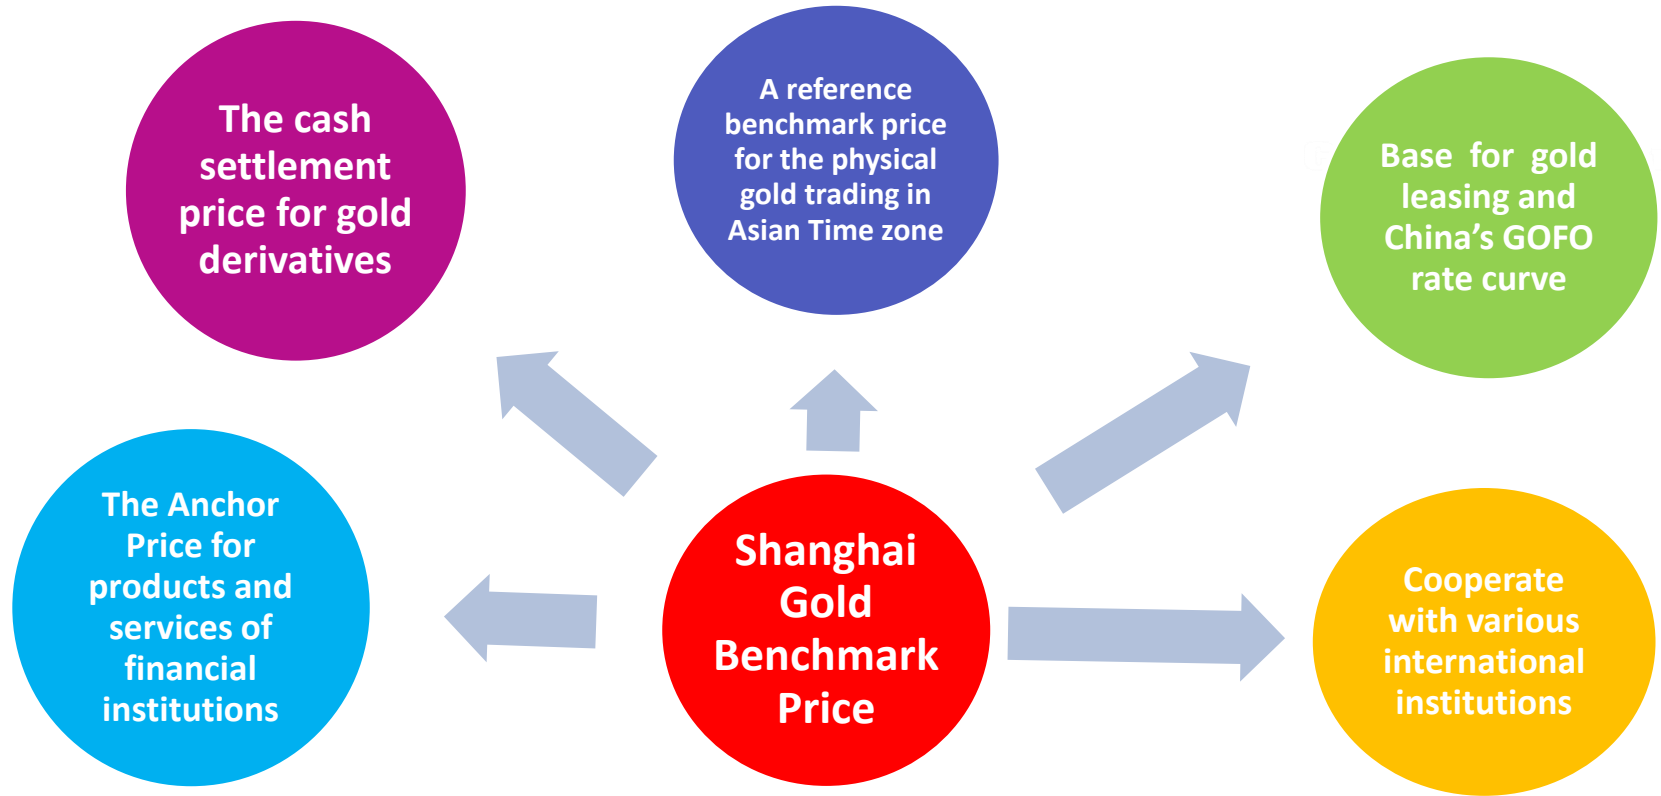 The cash
settlement
price for gold
derivatives
A reference
benchmark price
for the physical
gold trading in
Asian Time zone
Base for gold
leasing and
China’s GOFO
rate curve
The Anchor
Price for
products and
services of
financial
institutions
Shanghai
Gold
Benchmark
Price
Cooperate
with various
international
institutions